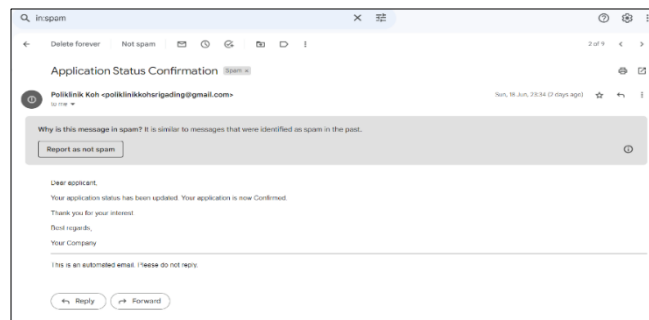 in:spam
Delete forever Not spam 2 of 9
Application Status Confirmation Spam ×
Poliklinik Koh <poliklinikkohsrigading@gmail.com> Sun, 16 Jun, 23:34 (2 days ago)
to me
Why is this message in spam? It is similar to messages that were identified as spam in the past.
Report as not spam
Dear applicant,
Your application status has been updated. Your application is now Confirmed.
Thank you for your interest.
Best regards,
Your Company
This is an automated email. Please do not reply.
Reply Forward